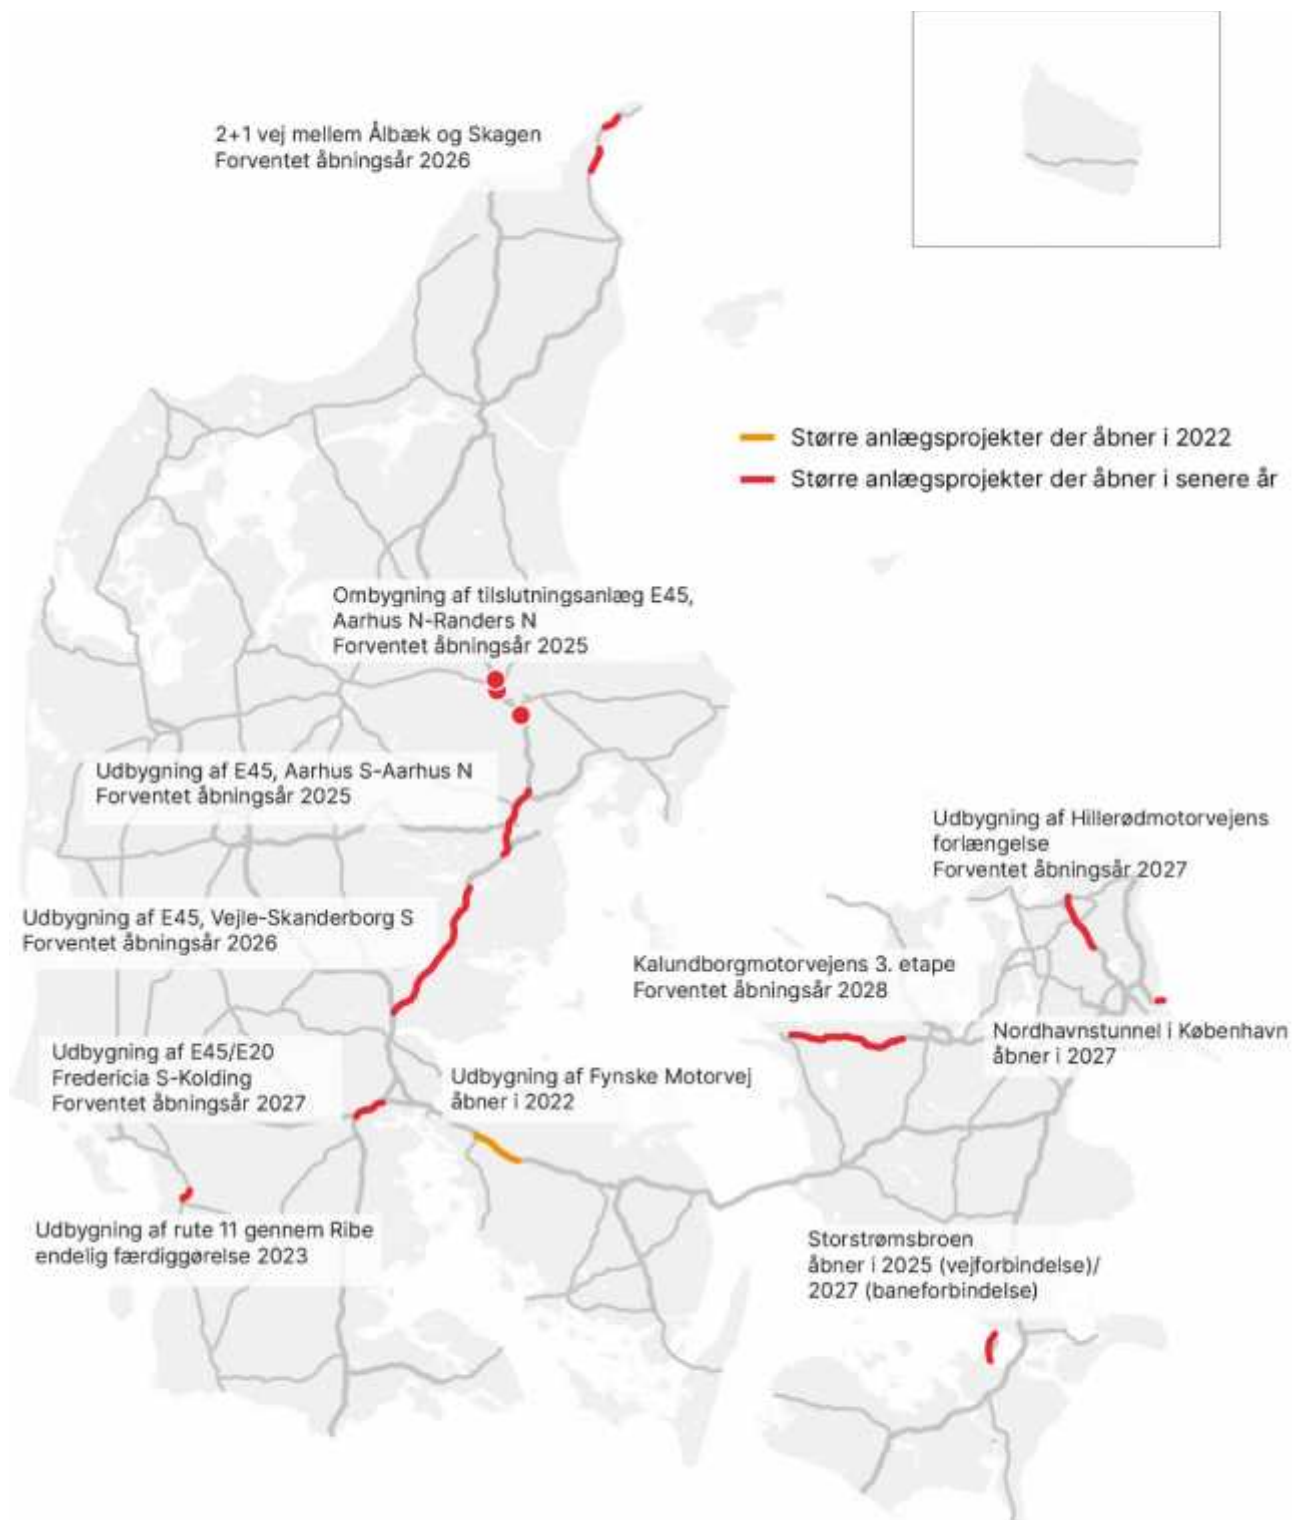 2+1 vej mellem Ålbæk og Skagen
Forventet åbningsår 2026
Større anlægsprojekter der åbner i 2022
Større anlægsprojekter der åbner i senere år
Ombygning af tilslutningsanlæg E45,
Aarhus N-Randers N
Forventet åbningsår 2025
Udbygning af E45, Aarhus S-Aarhus N
Forventet åbningsår 2025
Udbygning af Hillerødmotorvejens
forlængelse
Forventet åbningsår 2027
Udbygning af E45, Vejle-Skanderborg S
Forventet åbningsår 2026
Kalundborgmotorvejens 3. etape
Forventet åbningsår 2028
Nordhavnstunnel i København
åbner i 2027
Udbygning af E45/E20
Fredericia S-Kolding
Forventet åbningsår 2027
Udbygning af Fynske Motorvej
åbner i 2022
Udbygning af rute 11 gennem Ribe
endelig færdiggørelse 2023
Storstrømsbroen
åbner i 2025 (vejforbindelse)/
2027 (baneforbindelse)